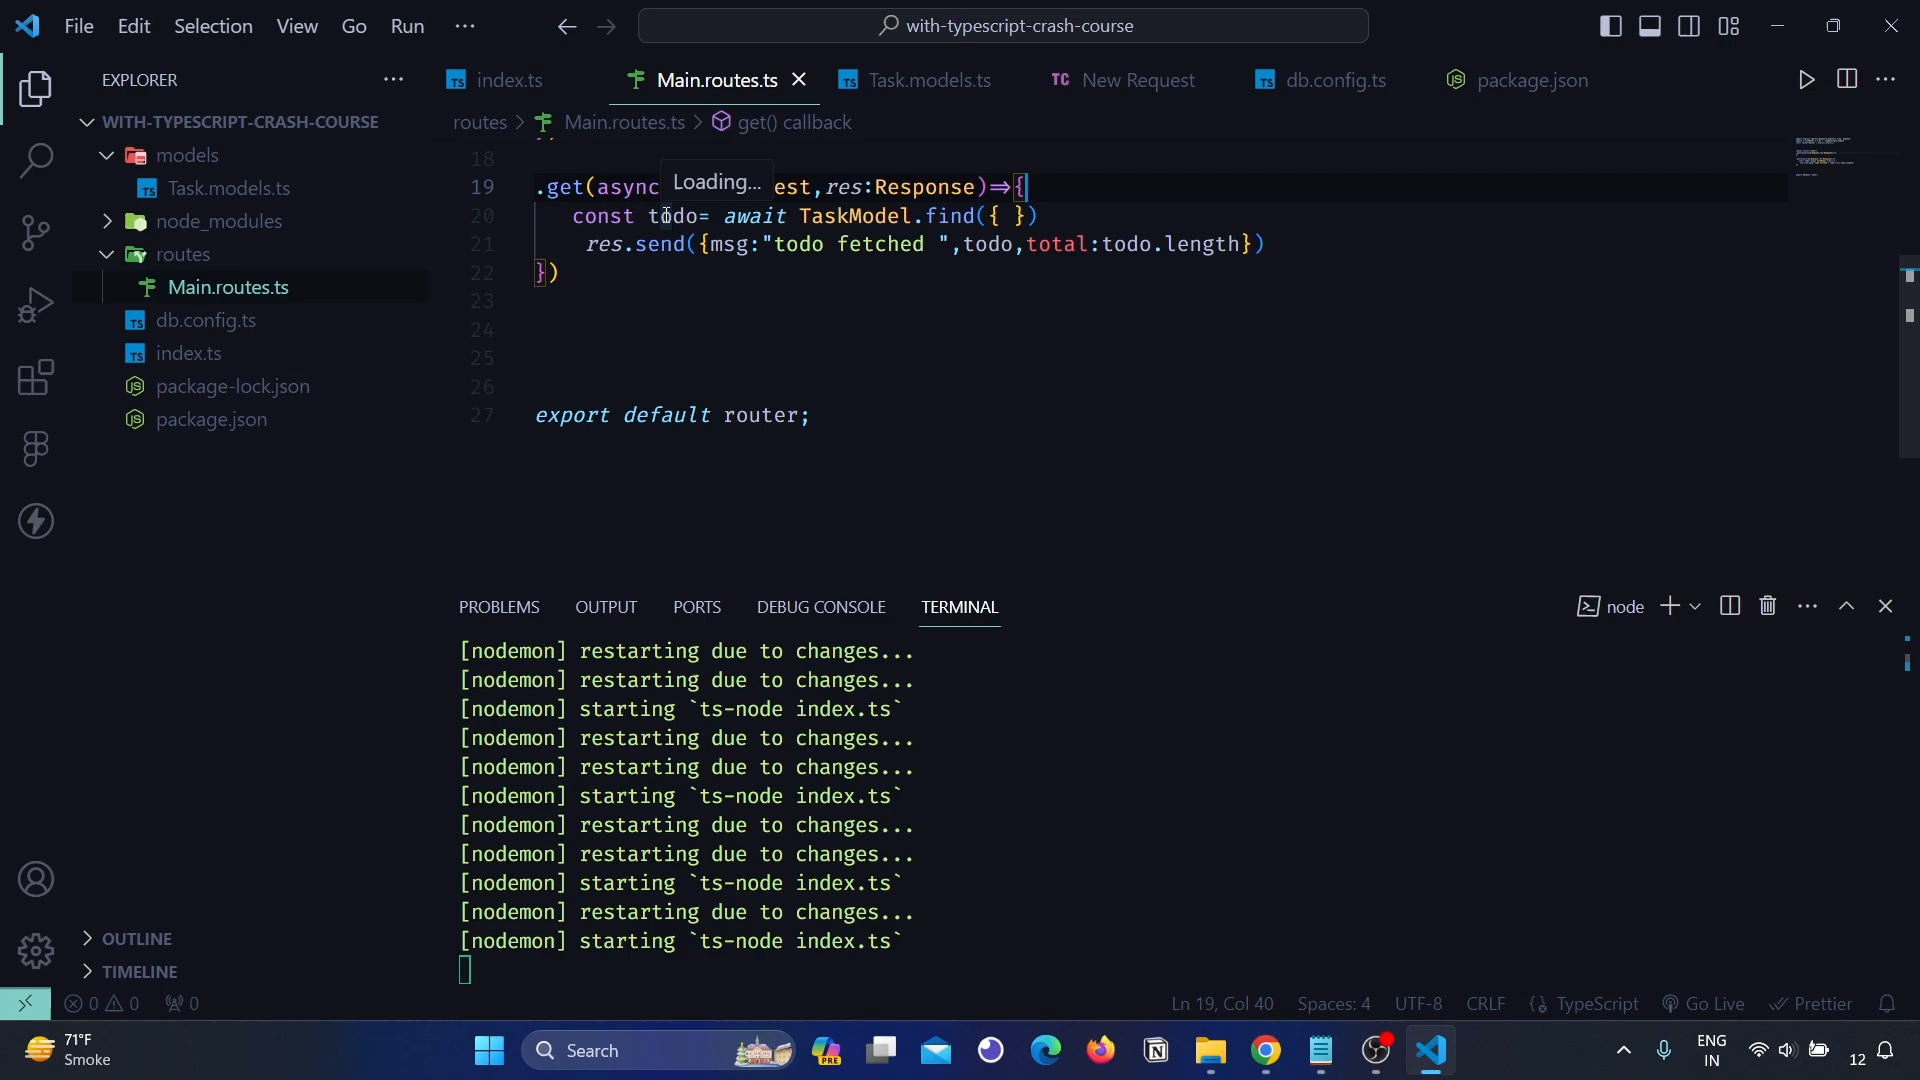 File Edit Selection View Go Run ···
with-typescript-crash-course
EXPLORER ···
WITH-TYPESCRIPT-CRASH-COURSE
models
TS Task.models.ts
node_modules
routes
Main.routes.ts
TS db.config.ts
TS index.ts
package-lock.json
package.json
OUTLINE
TIMELINE
TS index.ts Main.routes.ts TS Task.models.ts TC New Request TS db.config.ts package.json
routes > Main.routes.ts > get() callback
18
Loading...
19 .get(async est,res:Response)=>{
20 const todo= await TaskModel.find({ })
21 res.send({msg:"todo fetched ",todo,total:todo.length})
22 })
23
24
25
26
27 export default router;
PROBLEMS OUTPUT PORTS DEBUG CONSOLE TERMINAL node
[nodemon] restarting due to changes...
[nodemon] restarting due to changes...
[nodemon] starting `ts-node index.ts`
[nodemon] restarting due to changes...
[nodemon] restarting due to changes...
[nodemon] starting `ts-node index.ts`
[nodemon] restarting due to changes...
[nodemon] restarting due to changes...
[nodemon] starting `ts-node index.ts`
[nodemon] restarting due to changes...
[nodemon] starting `ts-node index.ts`
0 0 0 Ln 19, Col 40 Spaces: 4 UTF-8 CRLF TypeScript Go Live Prettier
71°F
Smoke
Search
PRE
ENG
IN
12